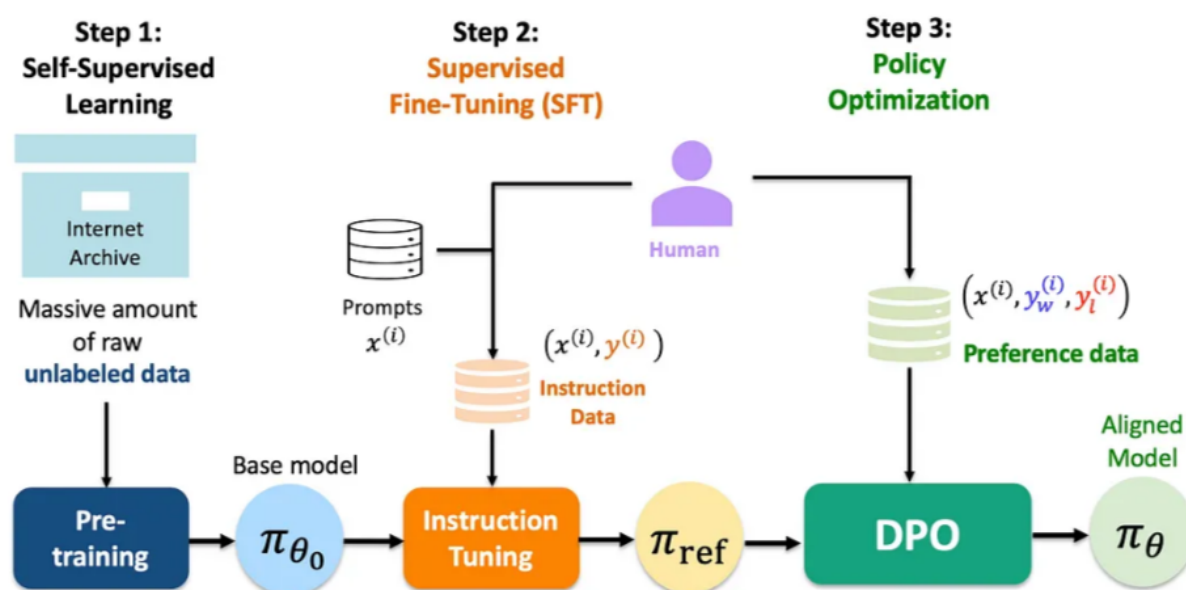 Step 1:
Self-Supervised
Learning
Internet
Archive
Massive amount
of raw
unlabeled data
Pre-
training
Base model
π_θ₀
Step 2:
Supervised
Fine-Tuning (SFT)
Prompts
x^(i)
(x^(i), y^(i))
Instruction
Data
Instruction
Tuning
π_ref
Human
Step 3:
Policy
Optimization
(x^(i), y_w^(i), y_l^(i))
Preference data
DPO
Aligned
Model
π_θ